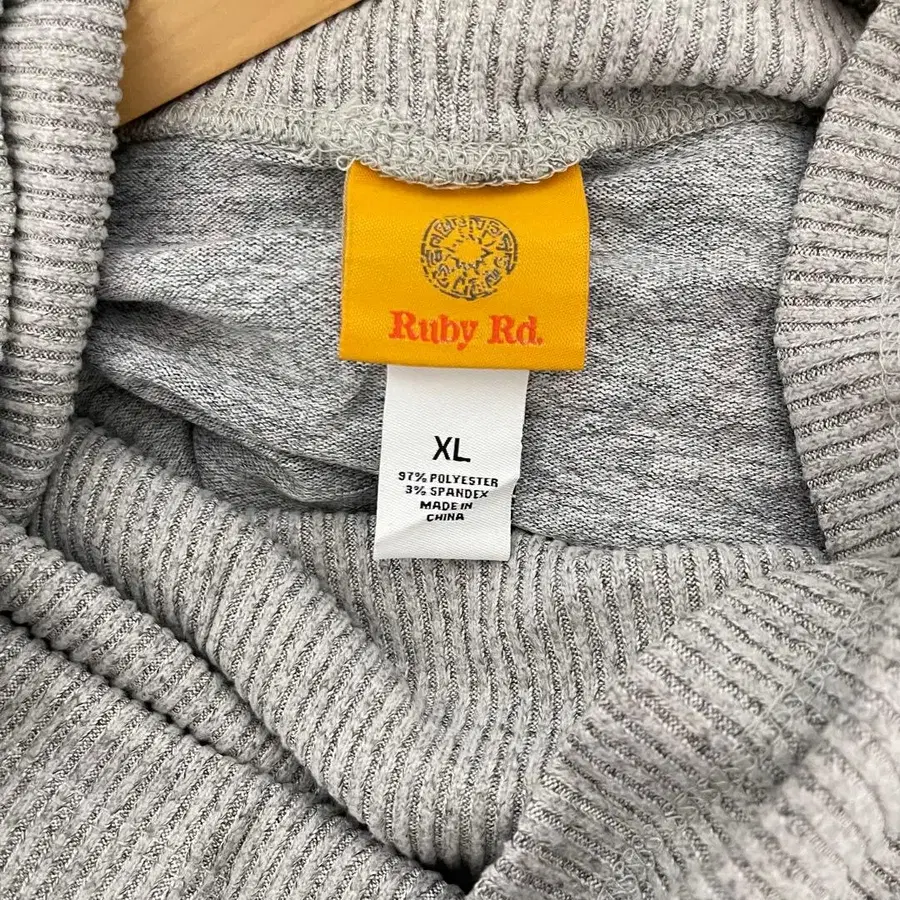 Ruby Rd.
XL
97% POLYESTER
3% SPANDEX
MADE IN
CHINA